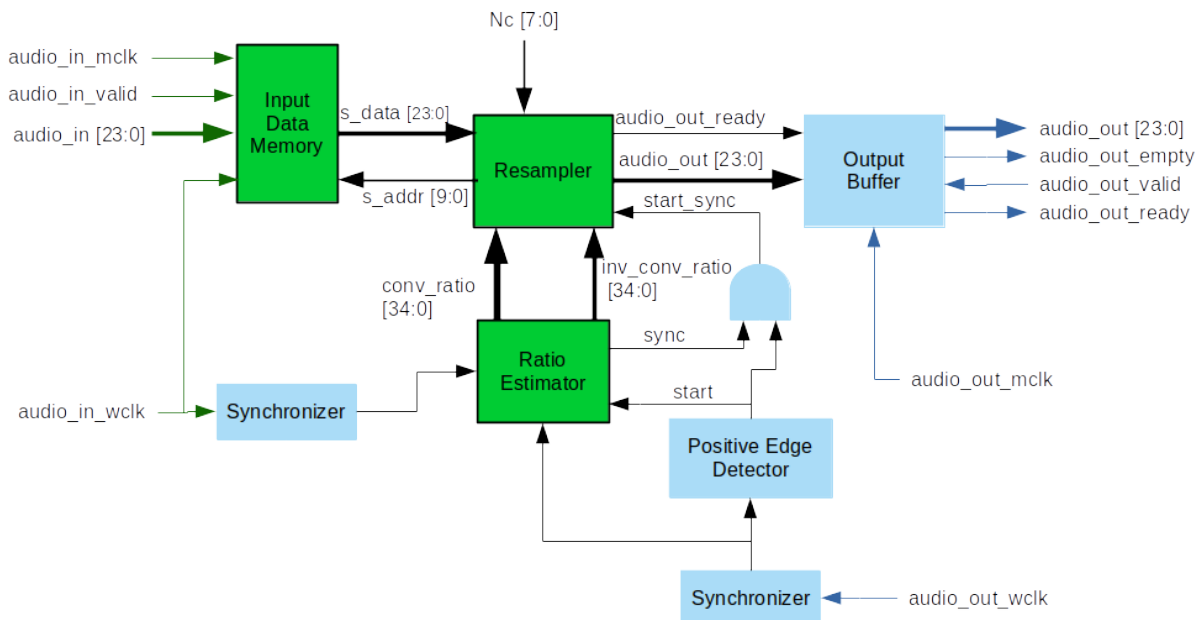 Nc [7:0]
audio_in_mclk
audio_in_valid
audio_in [23:0]
Input
Data
Memory
s_data [23:0]
s_addr [9:0]
Resampler
audio_out_ready
audio_out [23:0]
start_sync
Output
Buffer
audio_out [23:0]
audio_out_empty
audio_out_valid
audio_out_ready
conv_ratio
[34:0]
inv_conv_ratio
[34:0]
Ratio
Estimator
sync
start
audio_out_mclk
audio_in_wclk
Synchronizer
Positive Edge
Detector
Synchronizer
audio_out_wclk